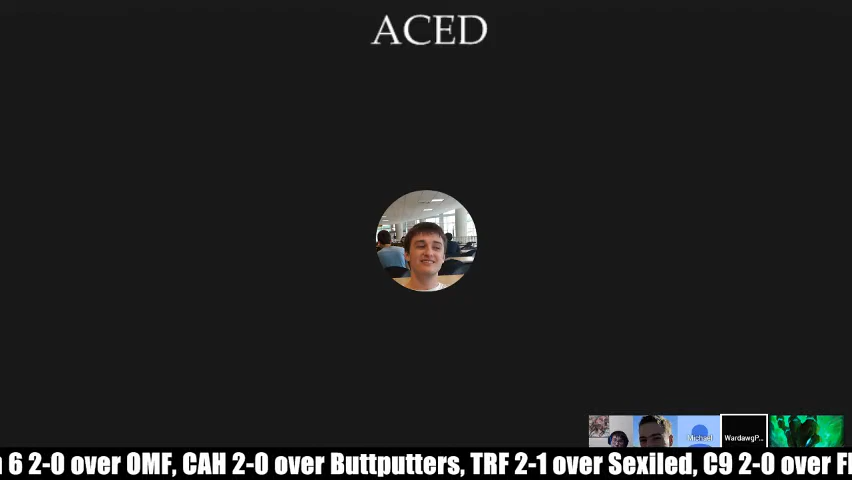 ACED
Michael
WardawgP...
6 2-0 over OMF, CAH 2-0 over Buttputters, TRF 2-1 over Sexiled, C9 2-0 over